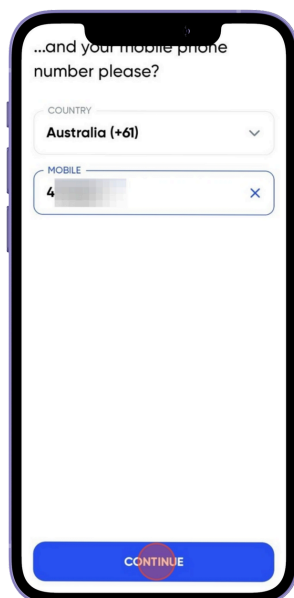 ...and your mobile phone
number please?
COUNTRY
Australia (+61)
MOBILE
4
CONTINUE